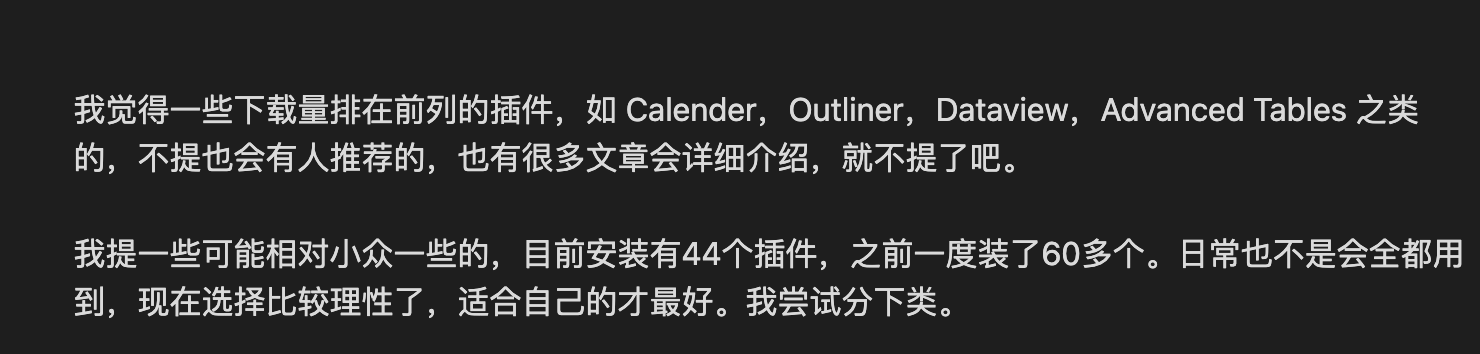 我觉得一些下载量排在前列的插件，如 Calender，Outliner，Dataview，Advanced Tables 之类
的，不提也会有人推荐的，也有很多文章会详细介绍，就不提了吧。
我提一些可能相对小众一些的，目前安装有44个插件，之前一度装了60多个。日常也不是会全都用
到，现在选择比较理性了，适合自己的才最好。我尝试分下类。